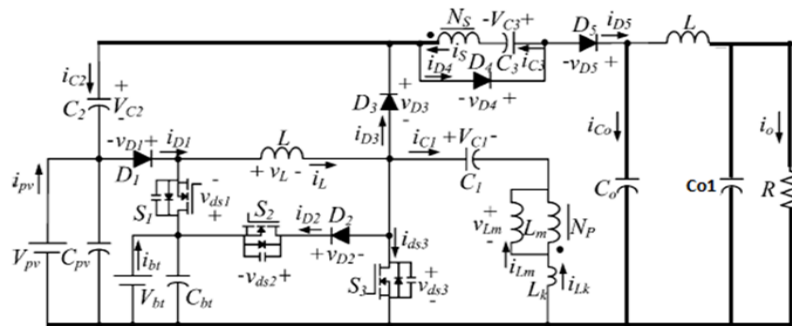 N_S -V_C3+ D_5 i_D5 L
i_S C_3 i_C3
i_C2 + i_D4 D_4 -v_D5+
C_2 V_C2 - D_3 + v_D3 - -v_D4+
-v_D1+ i_D1 L i_D3 i_C1 +V_C1- i_Co i_o
i_pv D_1 - + v_L - i_L C_1
S_1 v_ds1 + S_2 i_D2 D_2 + v_Lm - L_m N_P C_o Co1 R
V_pv C_pv i_bt -v_ds2+ +v_D2- i_ds3
V_bt C_bt S_3 + v_ds3 - i_Lm L_k i_Lk